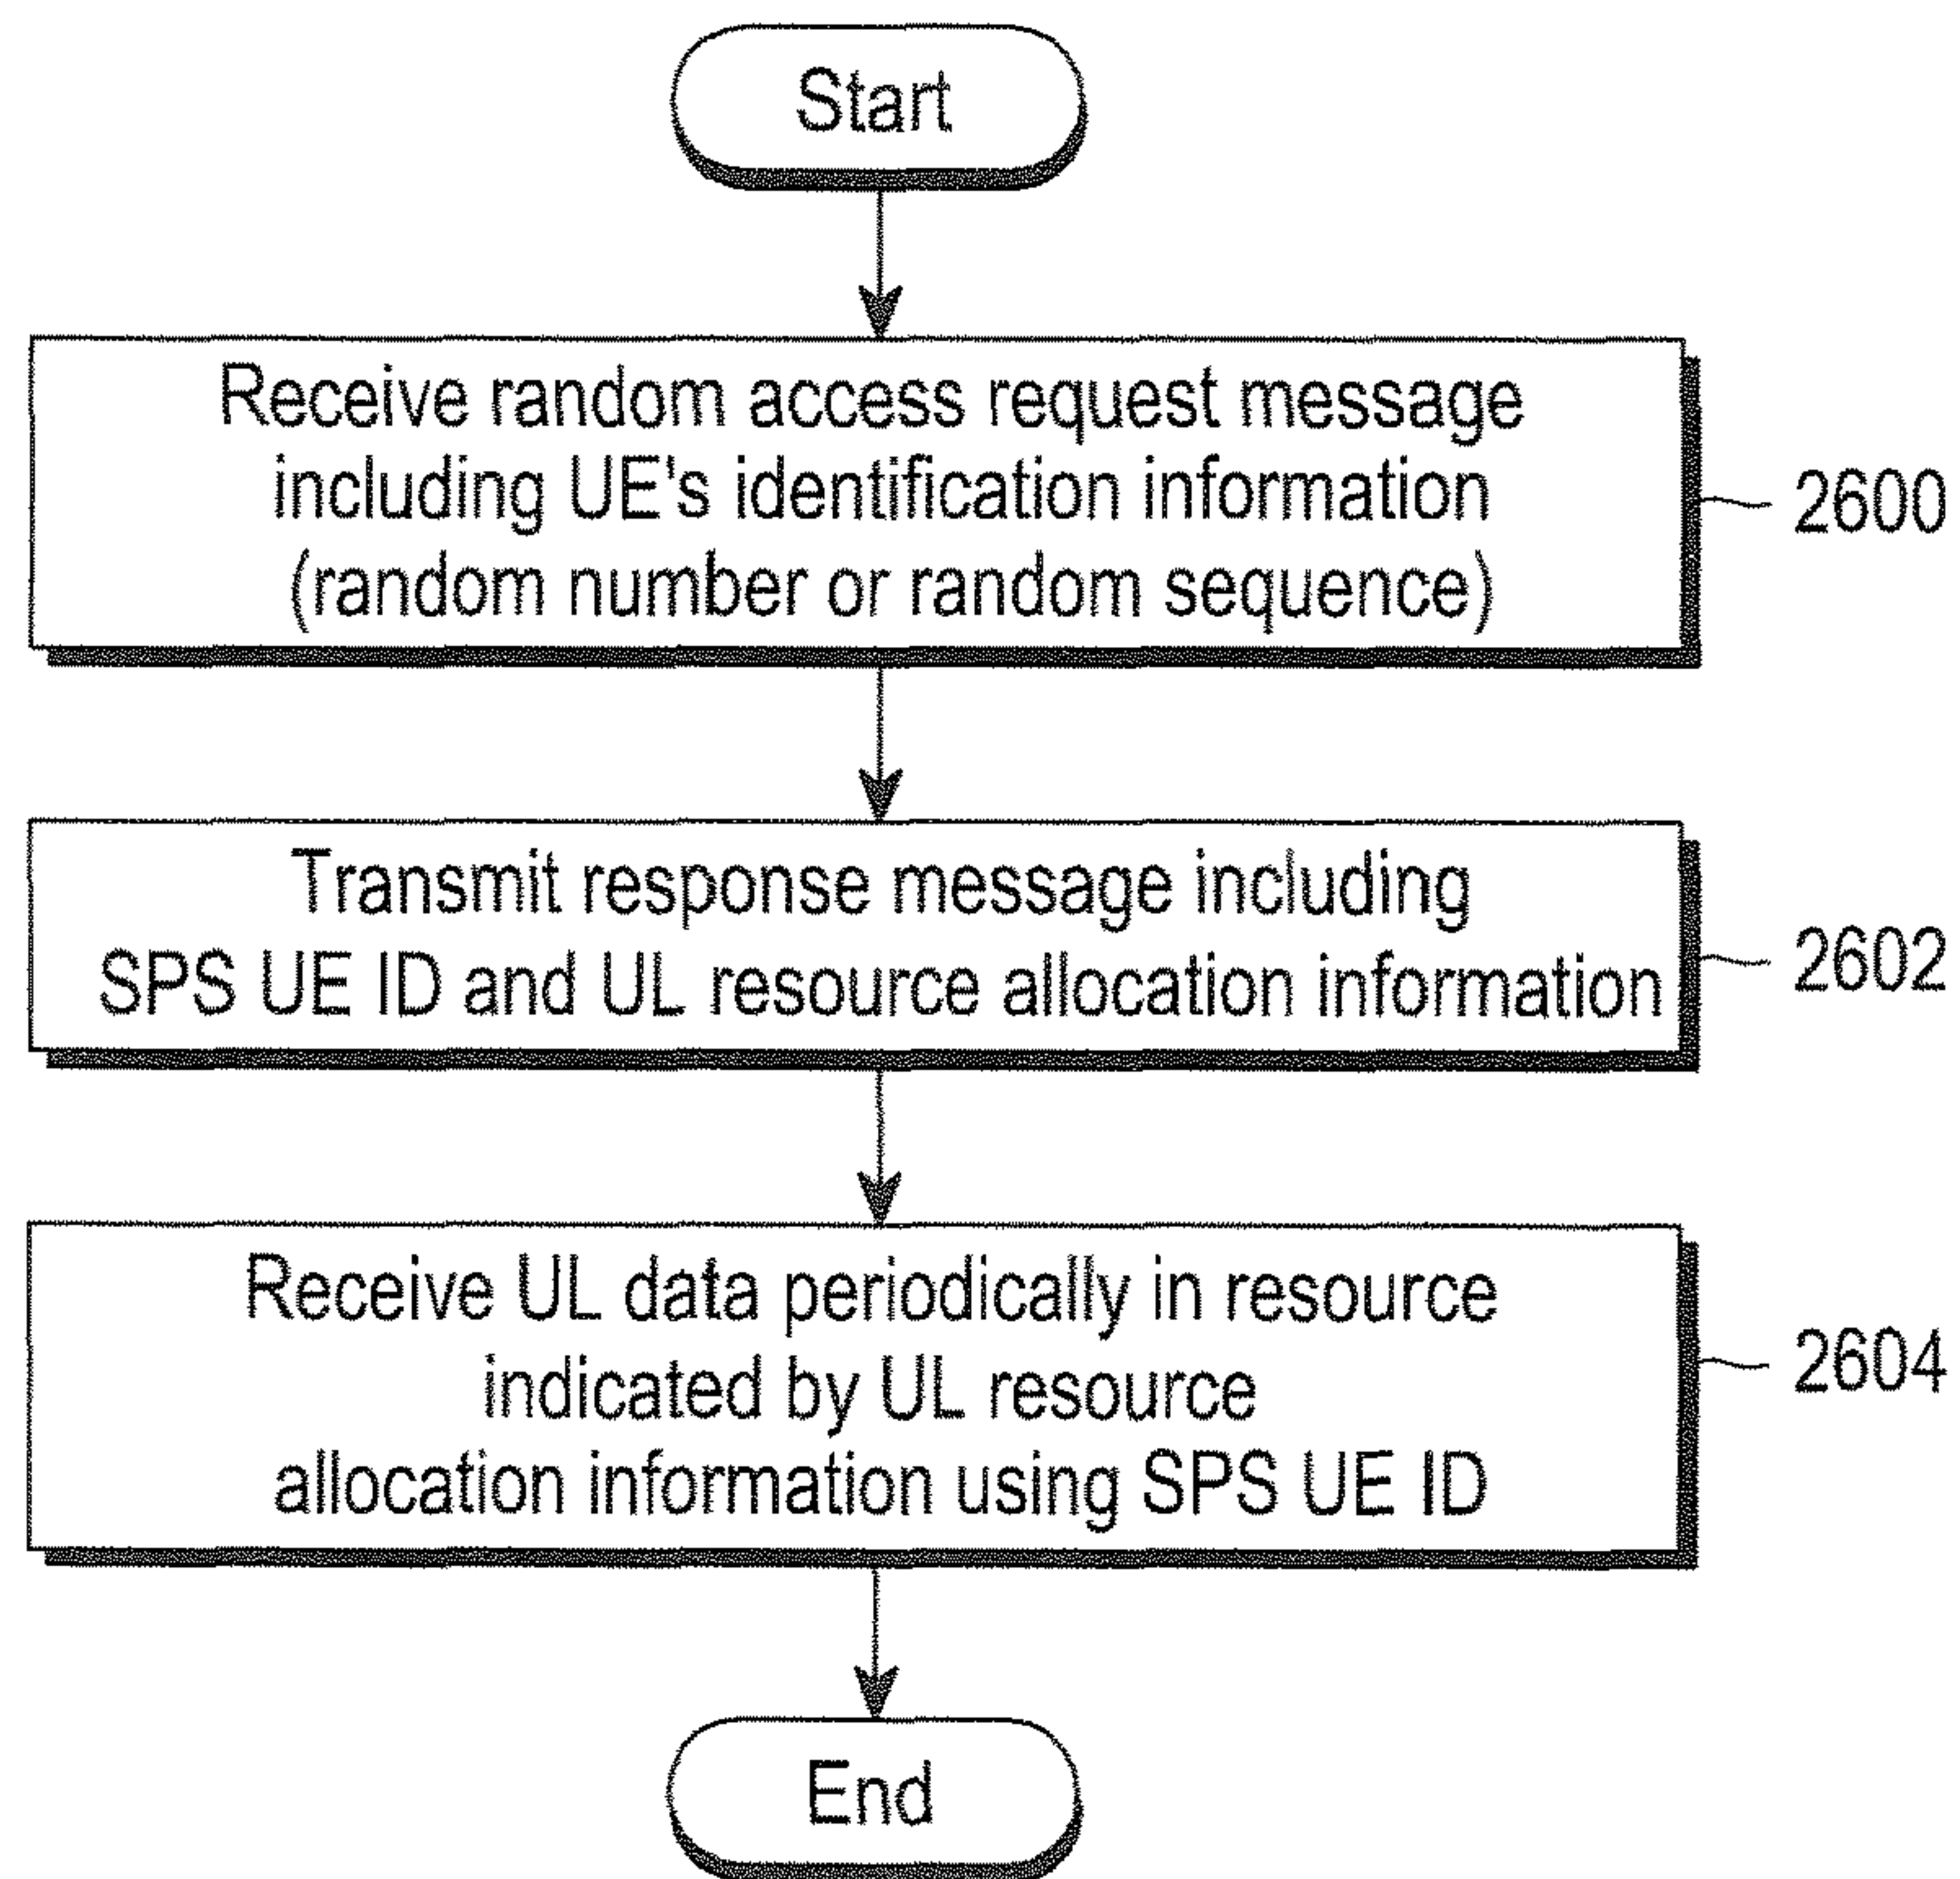 Start
Receive random access request message
including UE's identification information
(random number or random sequence)
2600
Transmit response message including
SPS UE ID and UL resource allocation information
2602
Receive UL data periodically in resource
indicated by UL resource
allocation information using SPS UE ID
2604
End